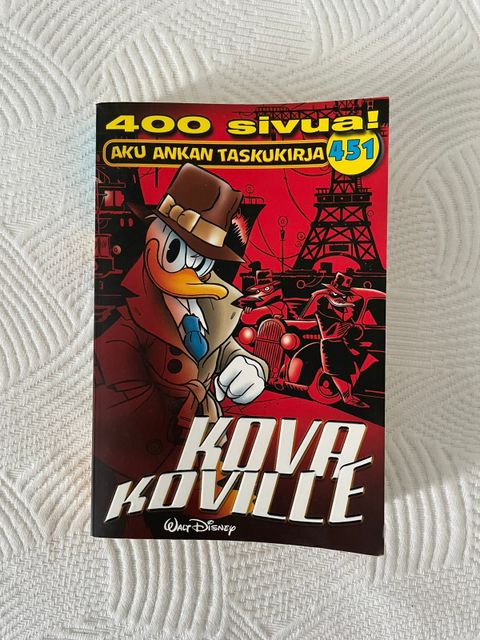 400 sivua!
AKU ANKAN TASKUKIRJA 451
KOVA
KOVILLE
Walt Disney